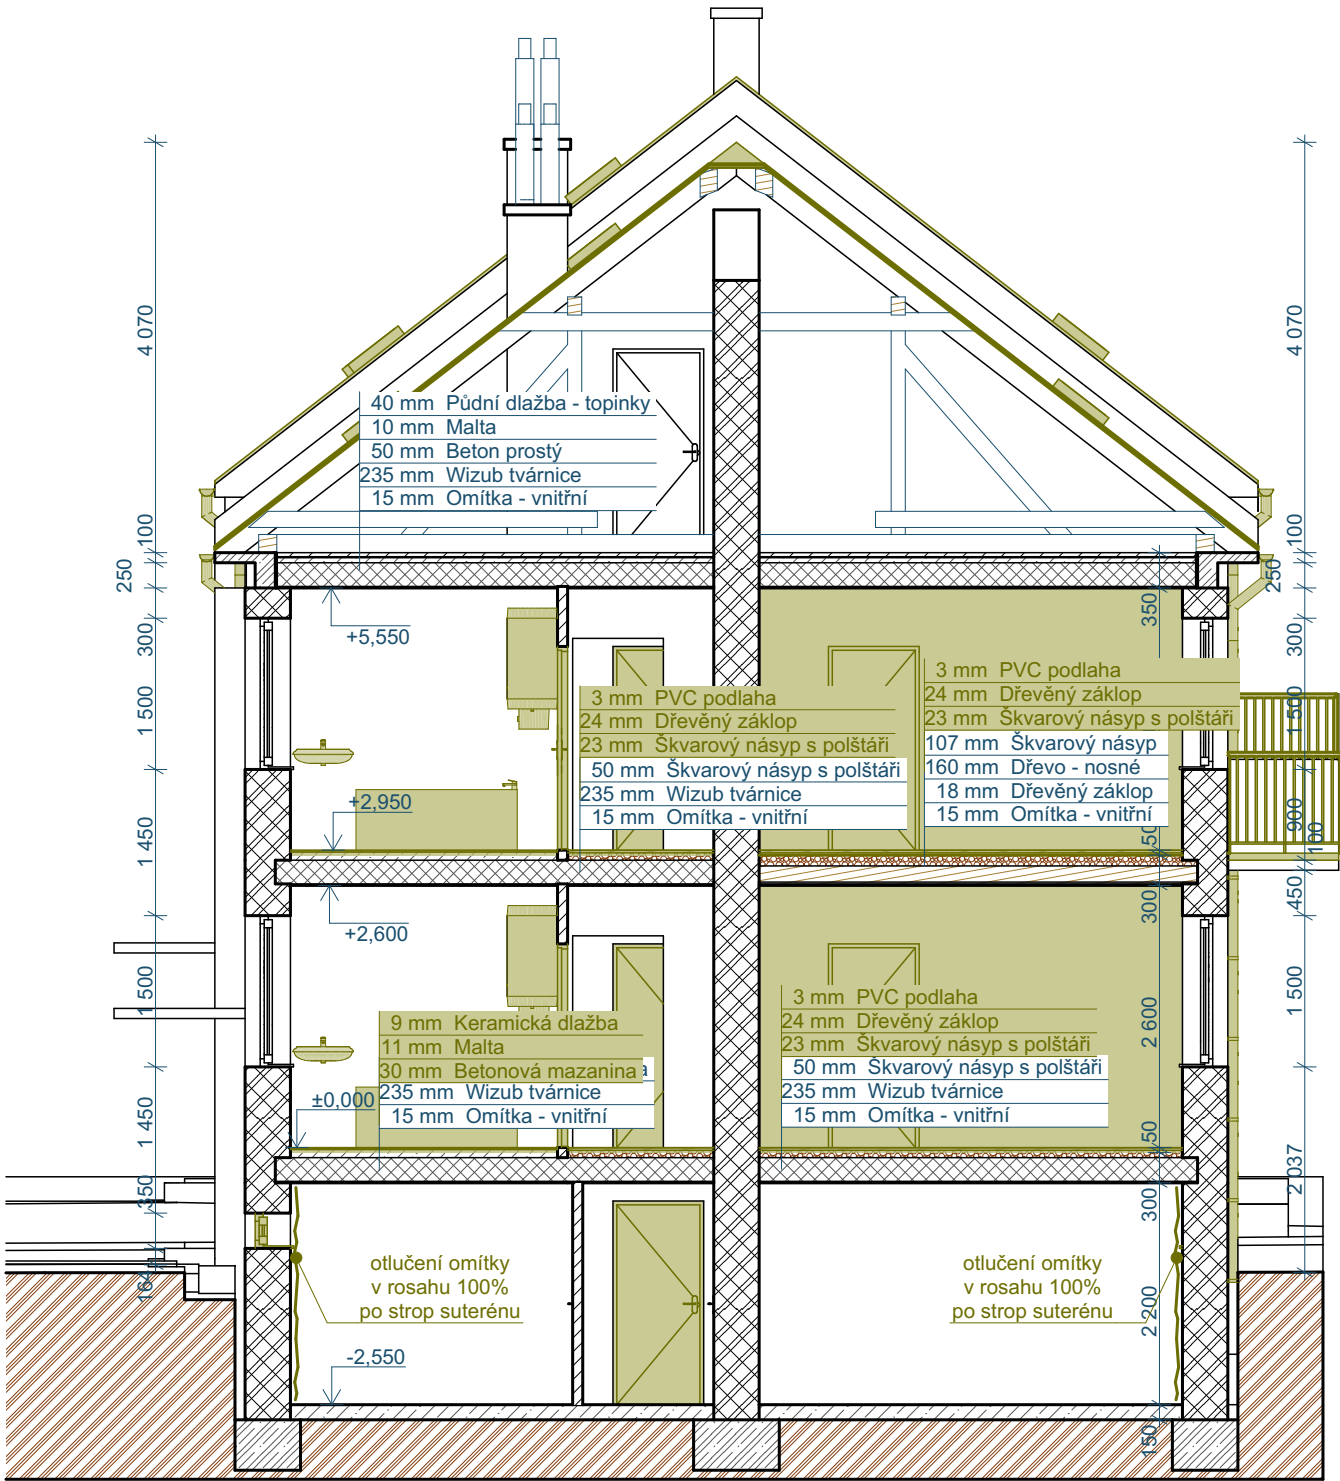 4 070
100
250
300
1 500
1 450
1 500
1 450
350
164
40 mm Půdní dlažba - topinky
10 mm Malta
50 mm Beton prostý
235 mm Wizub tvárnice
15 mm Omítka - vnitřní
+5,550
3 mm PVC podlaha
24 mm Dřevěný záklop
23 mm Škvarový násyp s polštáři
50 mm Škvarový násyp s polštáři
235 mm Wizub tvárnice
15 mm Omítka - vnitřní
3 mm PVC podlaha
24 mm Dřevěný záklop
23 mm Škvarový násyp s polštáři
107 mm Škvarový násyp
160 mm Dřevo - nosné
18 mm Dřevěný záklop
15 mm Omítka - vnitřní
+2,950
+2,600
9 mm Keramická dlažba
11 mm Malta
30 mm Betonová mazanina
235 mm Wizub tvárnice
15 mm Omítka - vnitřní
±0,000
3 mm PVC podlaha
24 mm Dřevěný záklop
23 mm Škvarový násyp s polštáři
50 mm Škvarový násyp s polštáři
235 mm Wizub tvárnice
15 mm Omítka - vnitřní
otlučení omítky
v rosahu 100%
po strop suterénu
otlučení omítky
v rosahu 100%
po strop suterénu
-2,550
350
50
300
2 600
50
300
2 200
150
4 070
100
250
300
1 500
900
100
450
1 500
2 037